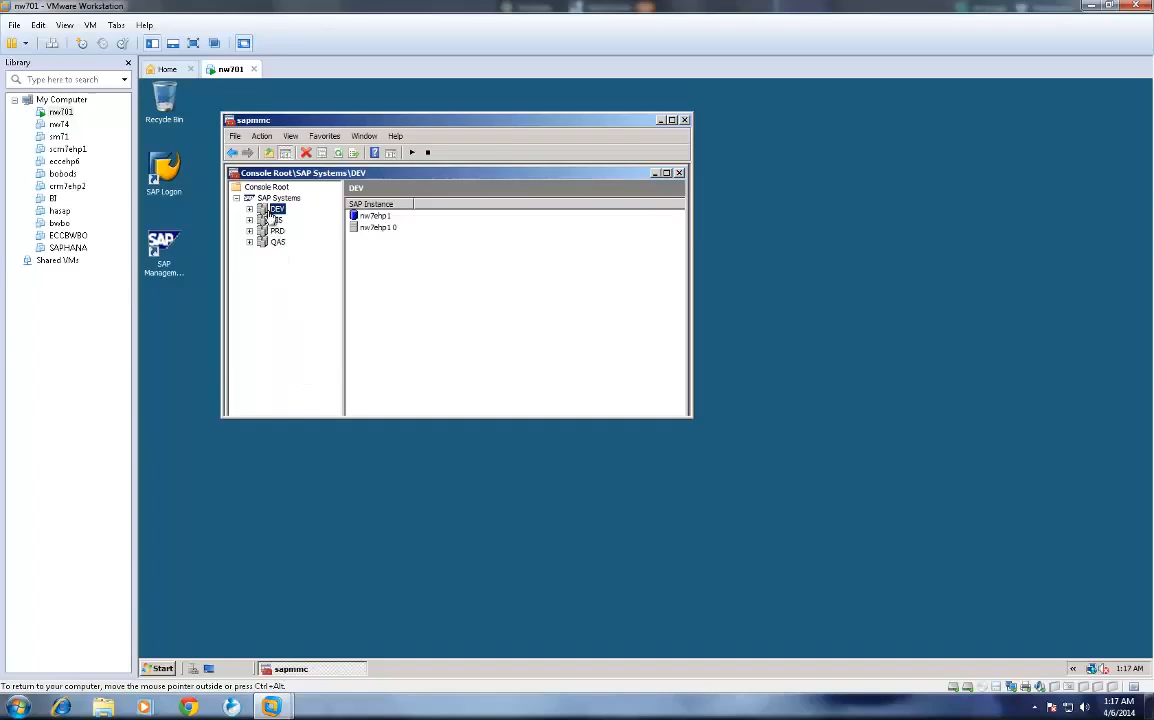 nw701 - VMware Workstation
File Edit View VM Tabs Help
Library
Type here to search
My Computer
nw701
nw74
sm71
scm7ehp1
eccehp6
bobods
crm7ehp2
BI
hasap
bwbo
ECCBWBO
SAPHANA
Shared VMs
Home
nw701
Recycle Bin
SAP Logon
SAP
Managem...
sapmmc
File Action View Favorites Window Help
Console Root\SAP Systems\DEV
Console Root
SAP Systems
DEV
PRD
QAS
DEV
SAP Instance
nw7ehp1
nw7ehp1 0
Start
sapmmc
1:17 AM
To return to your computer, move the mouse pointer outside or press Ctrl+Alt.
1:17 AM
4/6/2014